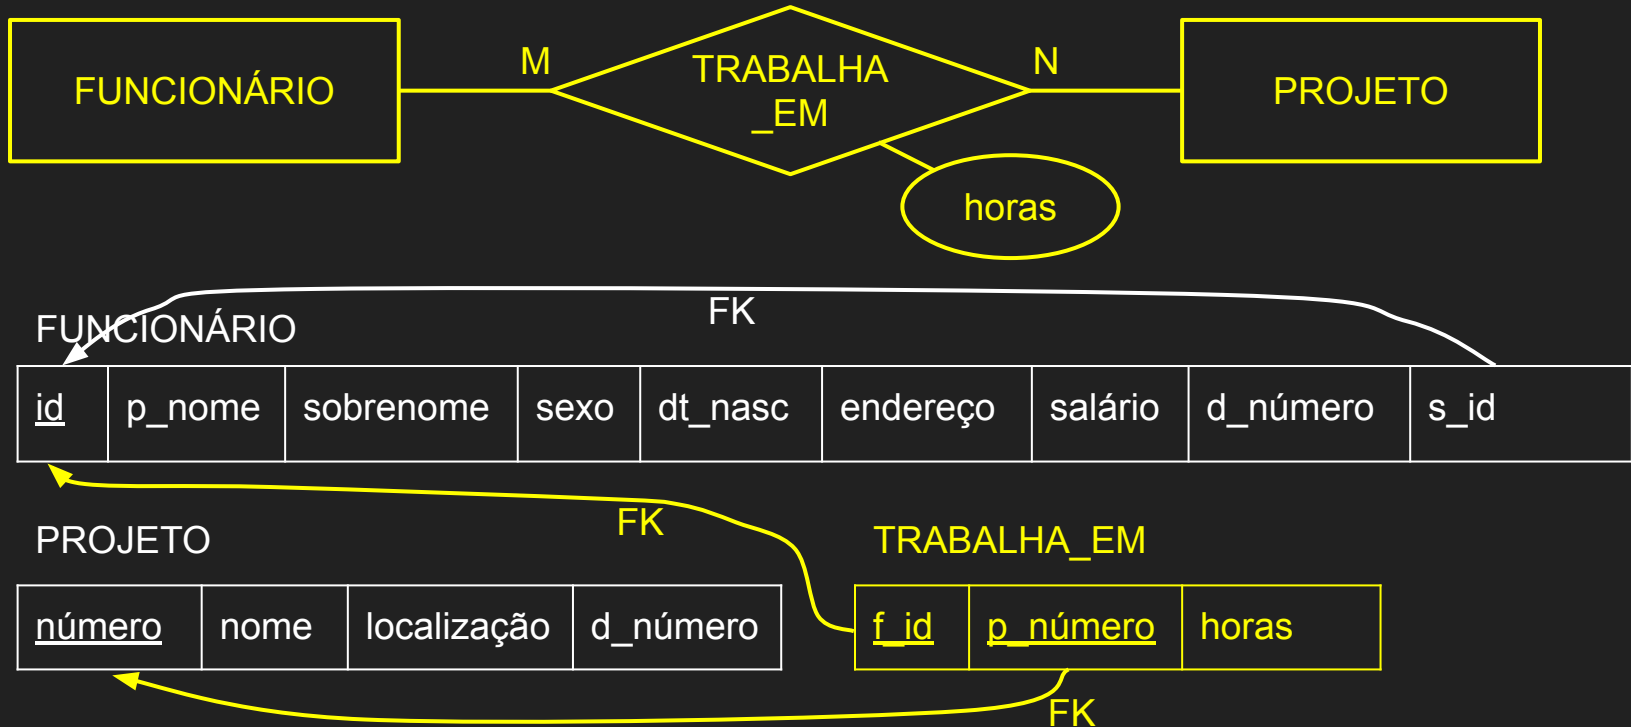 FUNCIONÁRIO M TRABALHA N PROJETO
_EM
horas
FK
FUNCIONÁRIO
id p_nome sobrenome sexo dt_nasc endereço salário d_número s_id
FK
PROJETO TRABALHA_EM
número nome localização d_número f_id p_número horas
FK